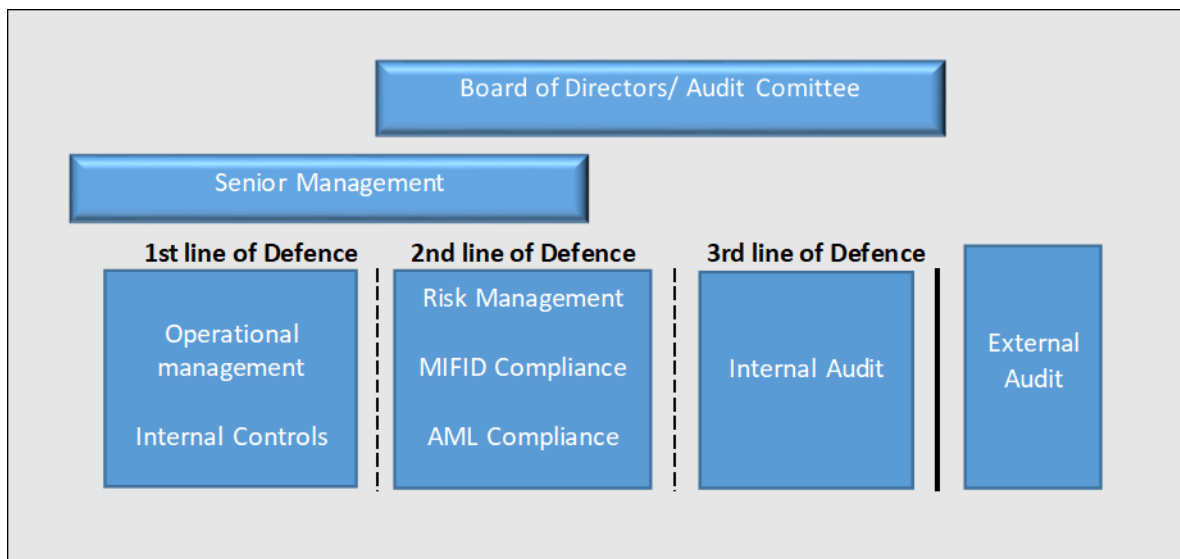 Board of Directors/ Audit Comittee
Senior Management
1st line of Defence
2nd line of Defence
3rd line of Defence
Operational
management
Internal Controls
Risk Management
MIFID Compliance
AML Compliance
Internal Audit
External
Audit